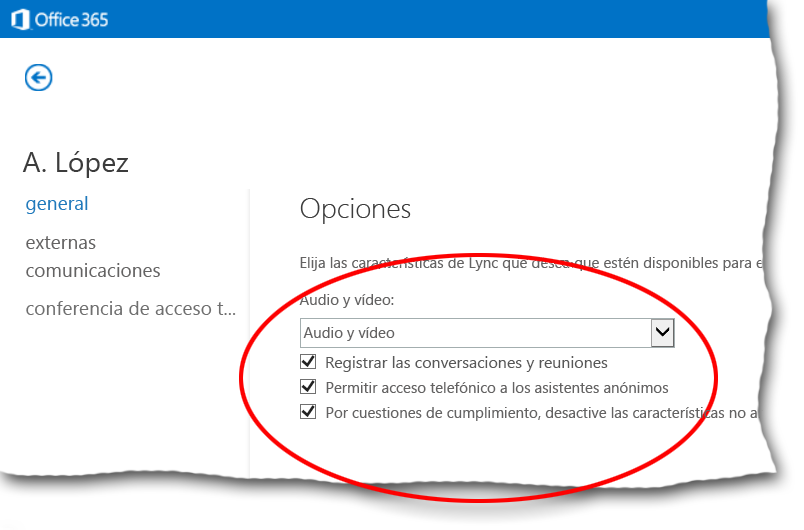 Office 365
A. López
general
externas
comunicaciones
conferencia de acceso t...
Opciones
Elija las características de Lync que desea que estén disponibles para e
Audio y vídeo:
Audio y vídeo
Registrar las conversaciones y reuniones
Permitir acceso telefónico a los asistentes anónimos
Por cuestiones de cumplimiento, desactive las características no a